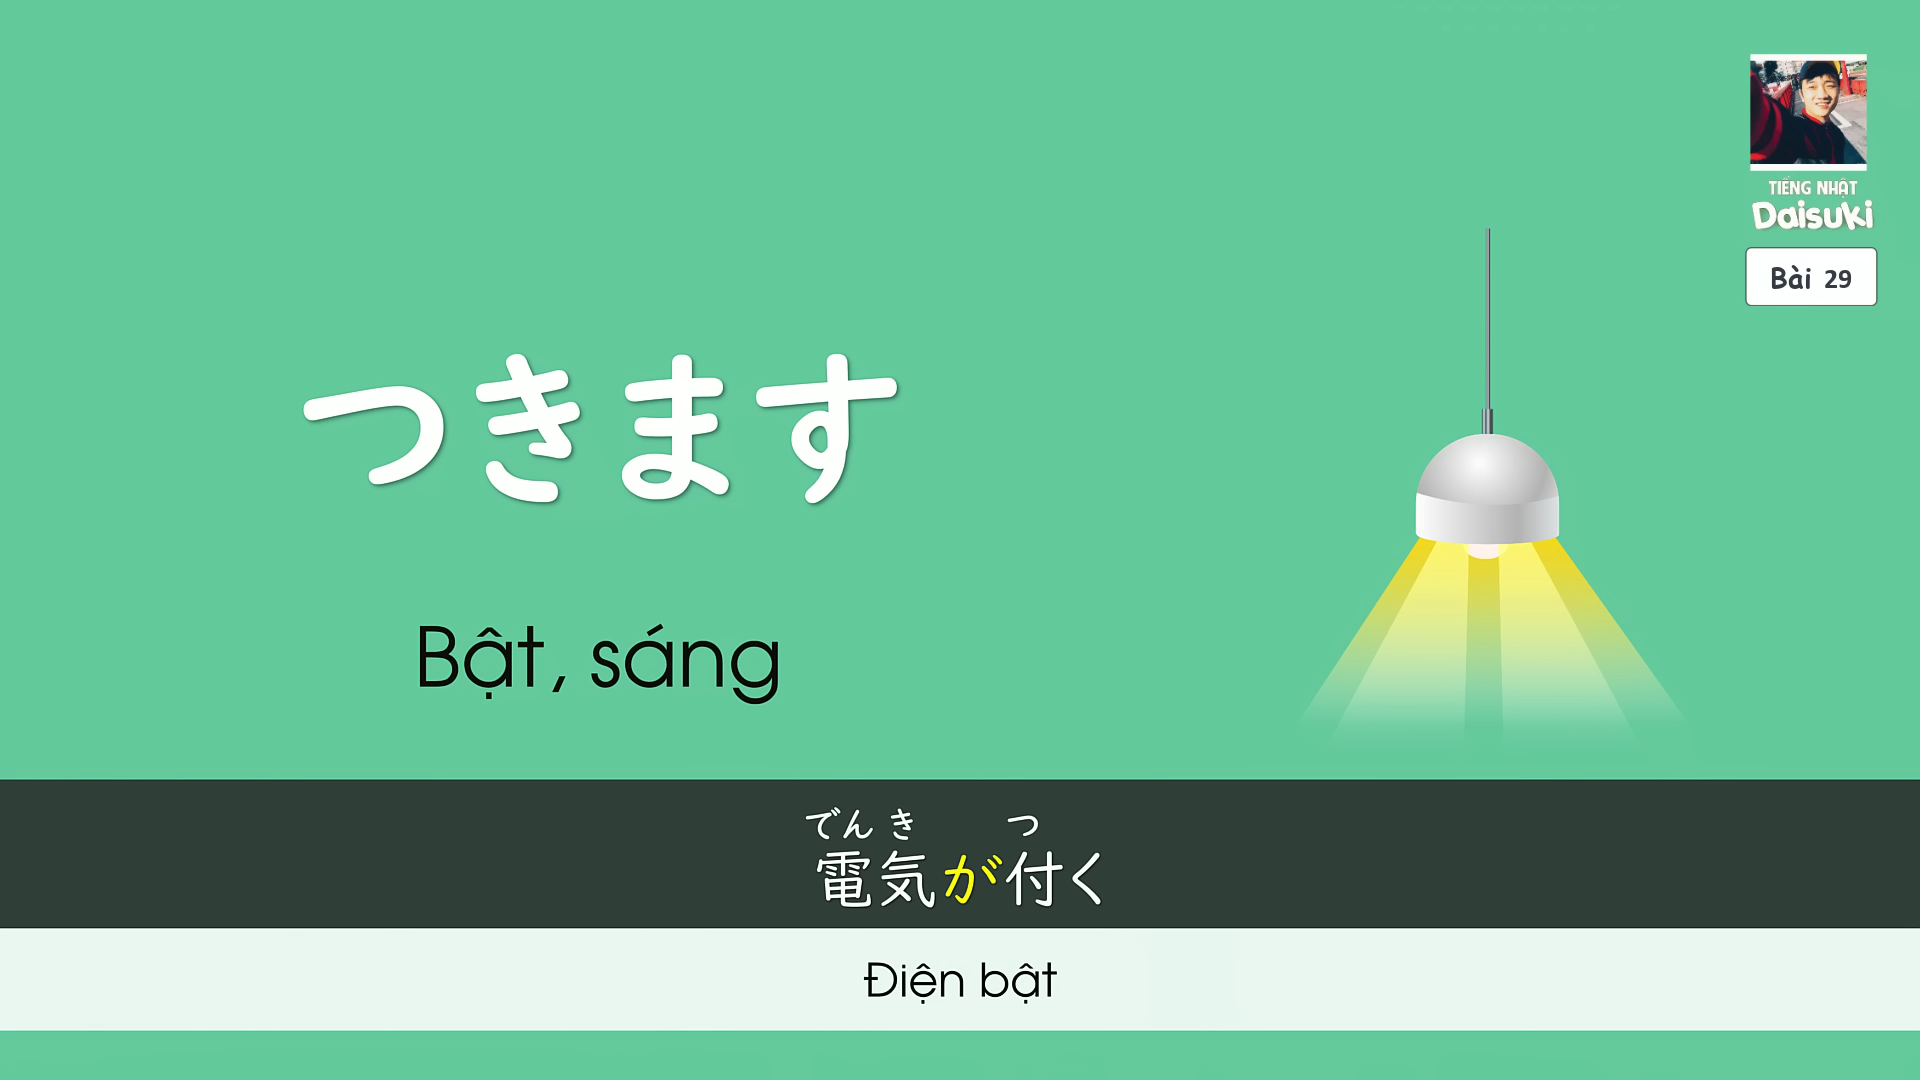 TIẾNG NHẬT
Daisuki
Bài 29
つきます
Bật, sáng
でんき つ
電気が付く
Điện bật